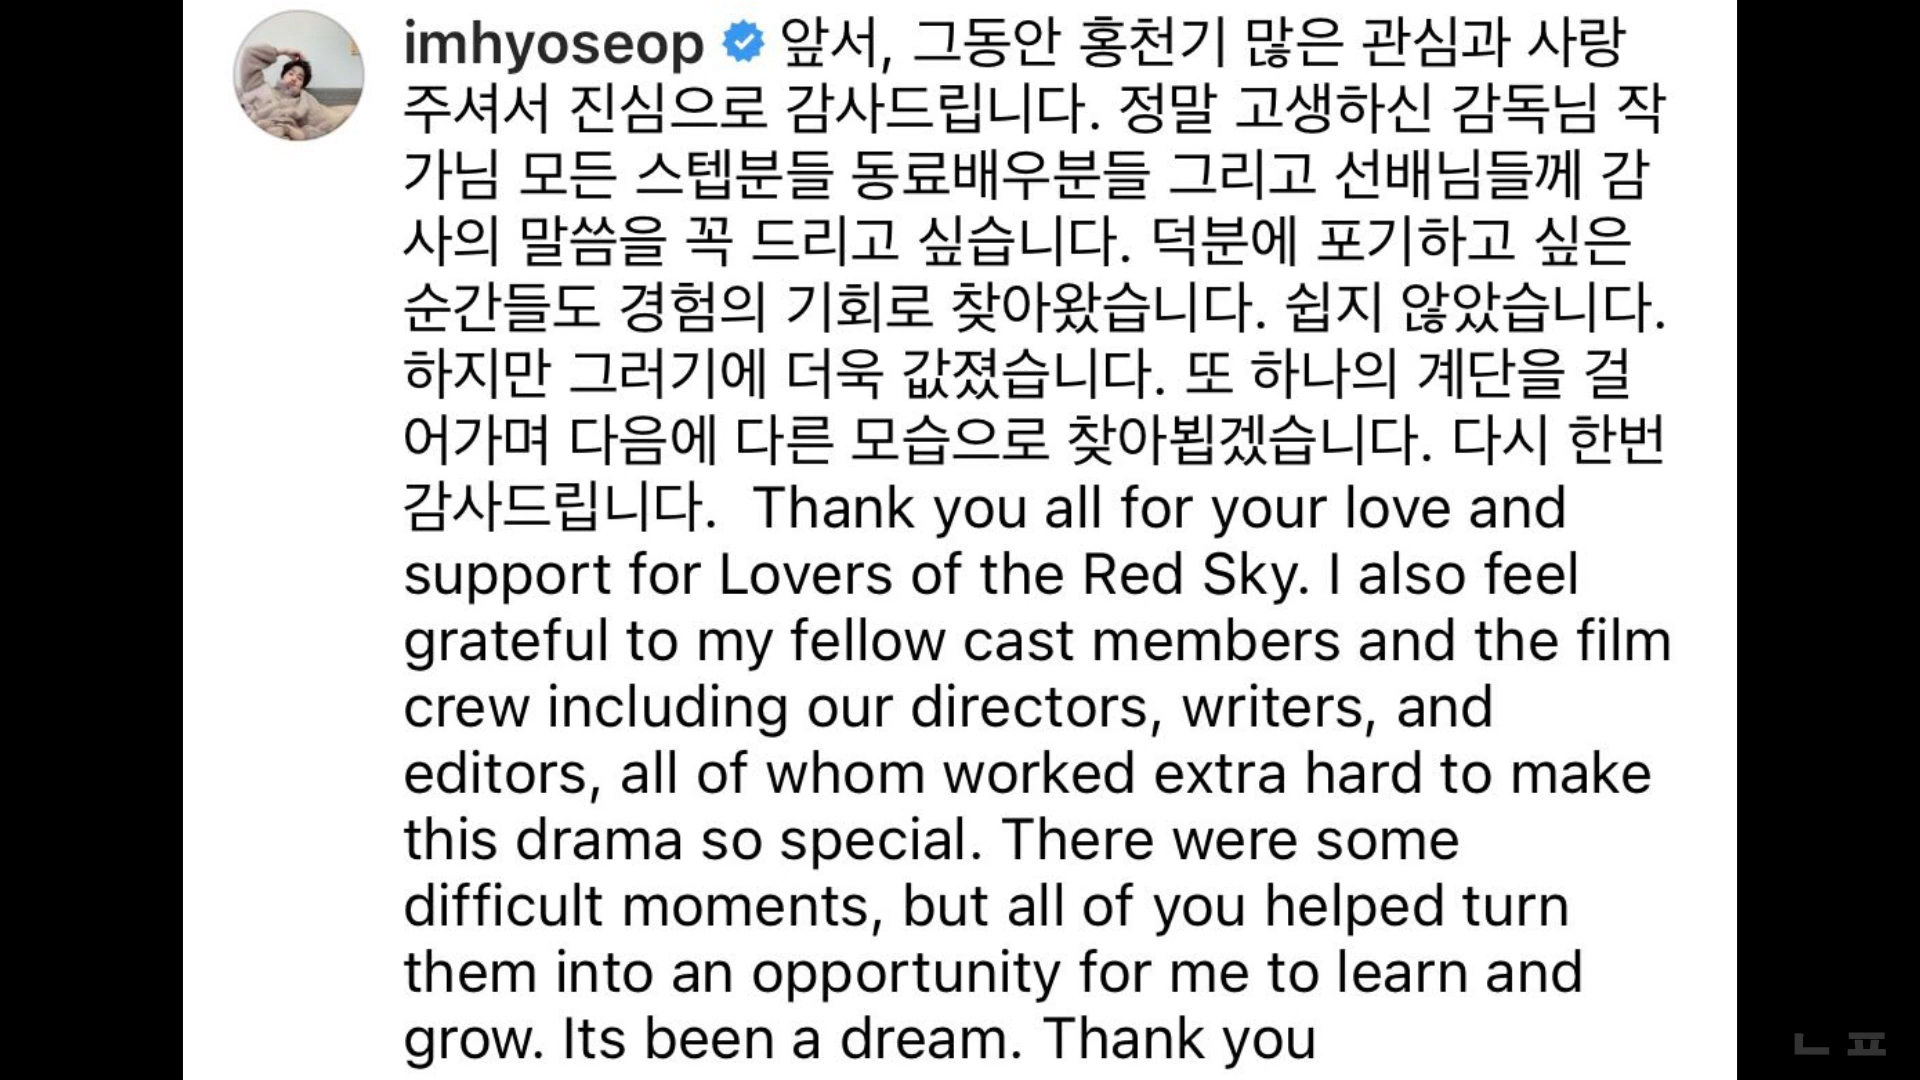 imhyoseop 앞서, 그동안 홍천기 많은 관심과 사랑
주셔서 진심으로 감사드립니다. 정말 고생하신 감독님 작
가님 모든 스텝분들 동료배우분들 그리고 선배님들께 감
사의 말씀을 꼭 드리고 싶습니다. 덕분에 포기하고 싶은
순간들도 경험의 기회로 찾아왔습니다. 쉽지 않았습니다.
하지만 그러기에 더욱 값졌습니다. 또 하나의 계단을 걸
어가며 다음에 다른 모습으로 찾아뵙겠습니다. 다시 한번
감사드립니다. Thank you all for your love and
support for Lovers of the Red Sky. I also feel
grateful to my fellow cast members and the film
crew including our directors, writers, and
editors, all of whom worked extra hard to make
this drama so special. There were some
difficult moments, but all of you helped turn
them into an opportunity for me to learn and
grow. Its been a dream. Thank you
ㄴㅍ